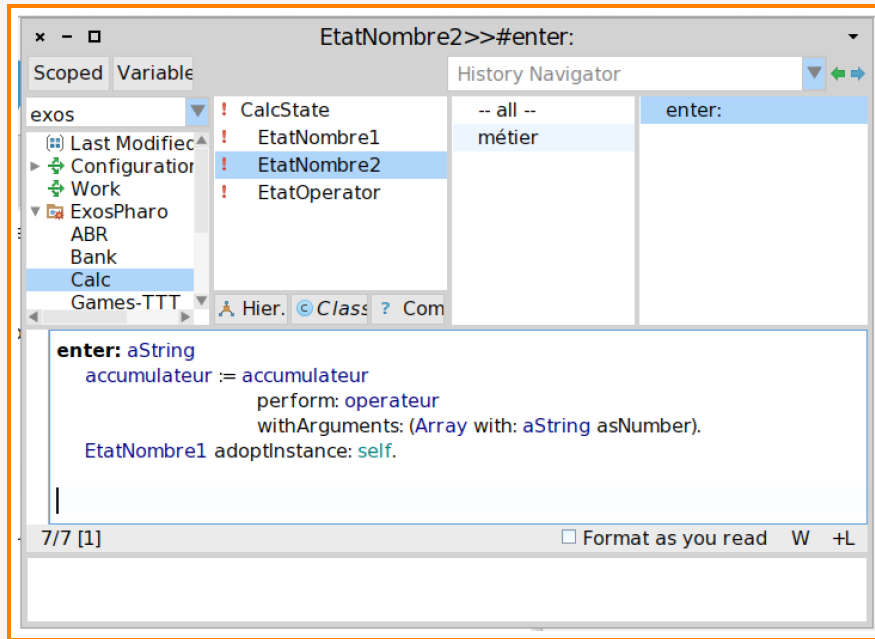 × – □ EtatNombre2>>#enter:
Scoped Variable History Navigator
exos
Last Modified
Configuration
Work
ExosPharo
ABR
Bank
Calc
Games-TTT
! CalcState
! EtatNombre1
! EtatNombre2
! EtatOperator
Hier. Class ? Com
-- all --
métier
enter:
enter: aString
accumulateur := accumulateur
perform: operateur
withArguments: (Array with: aString asNumber).
EtatNombre1 adoptInstance: self.
7/7 [1] Format as you read W +L